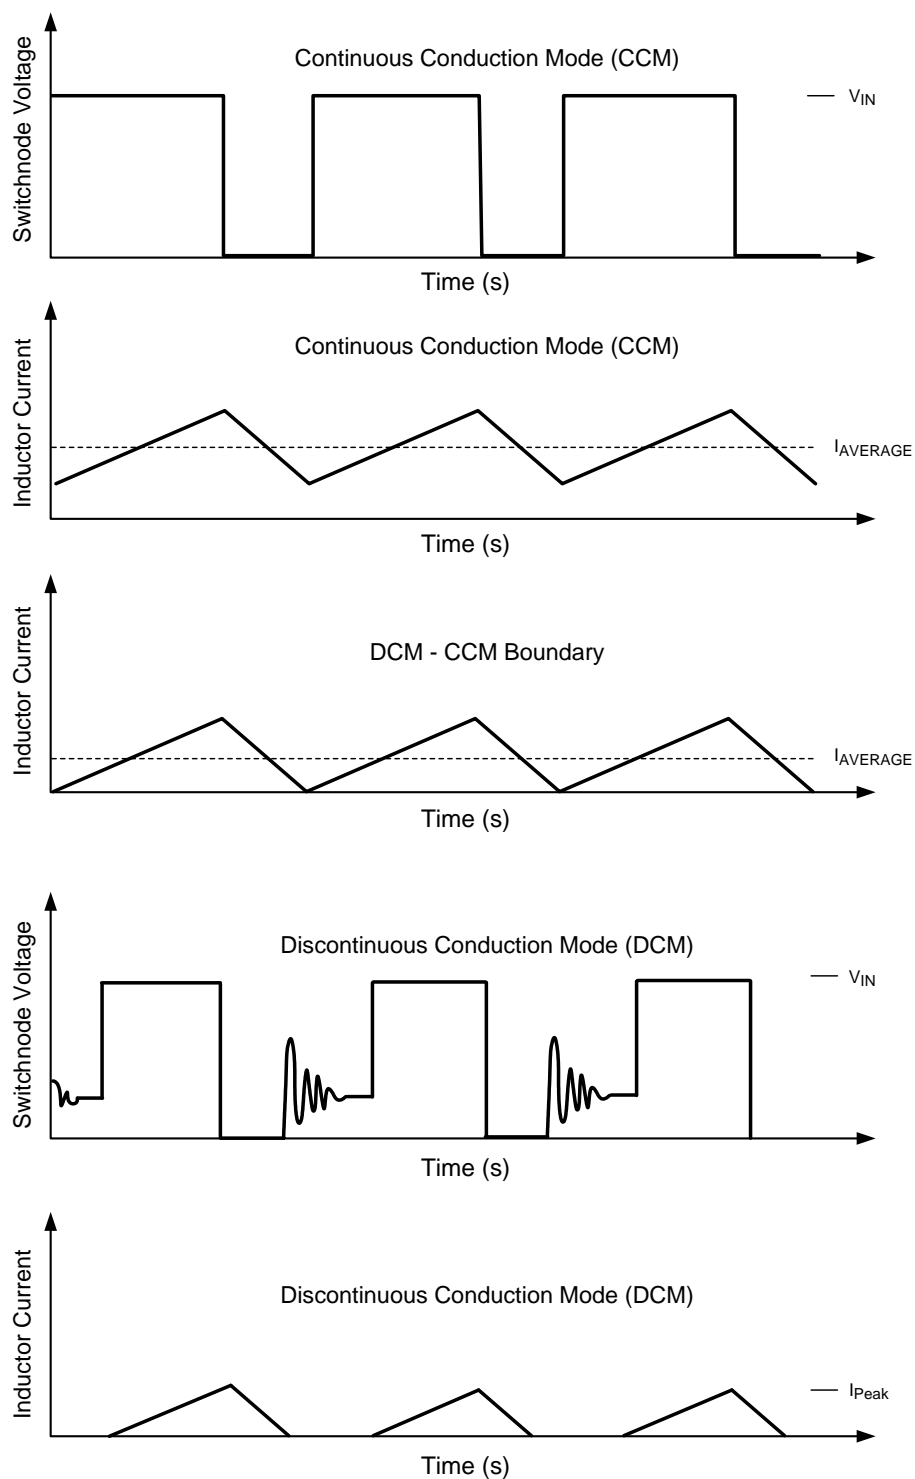 Continuous Conduction Mode (CCM)
Switchnode Voltage
VIN
Time (s)
Continuous Conduction Mode (CCM)
Inductor Current
IAVERAGE
Time (s)
DCM - CCM Boundary
Inductor Current
IAVERAGE
Time (s)
Discontinuous Conduction Mode (DCM)
Switchnode Voltage
VIN
Time (s)
Discontinuous Conduction Mode (DCM)
Inductor Current
IPeak
Time (s)